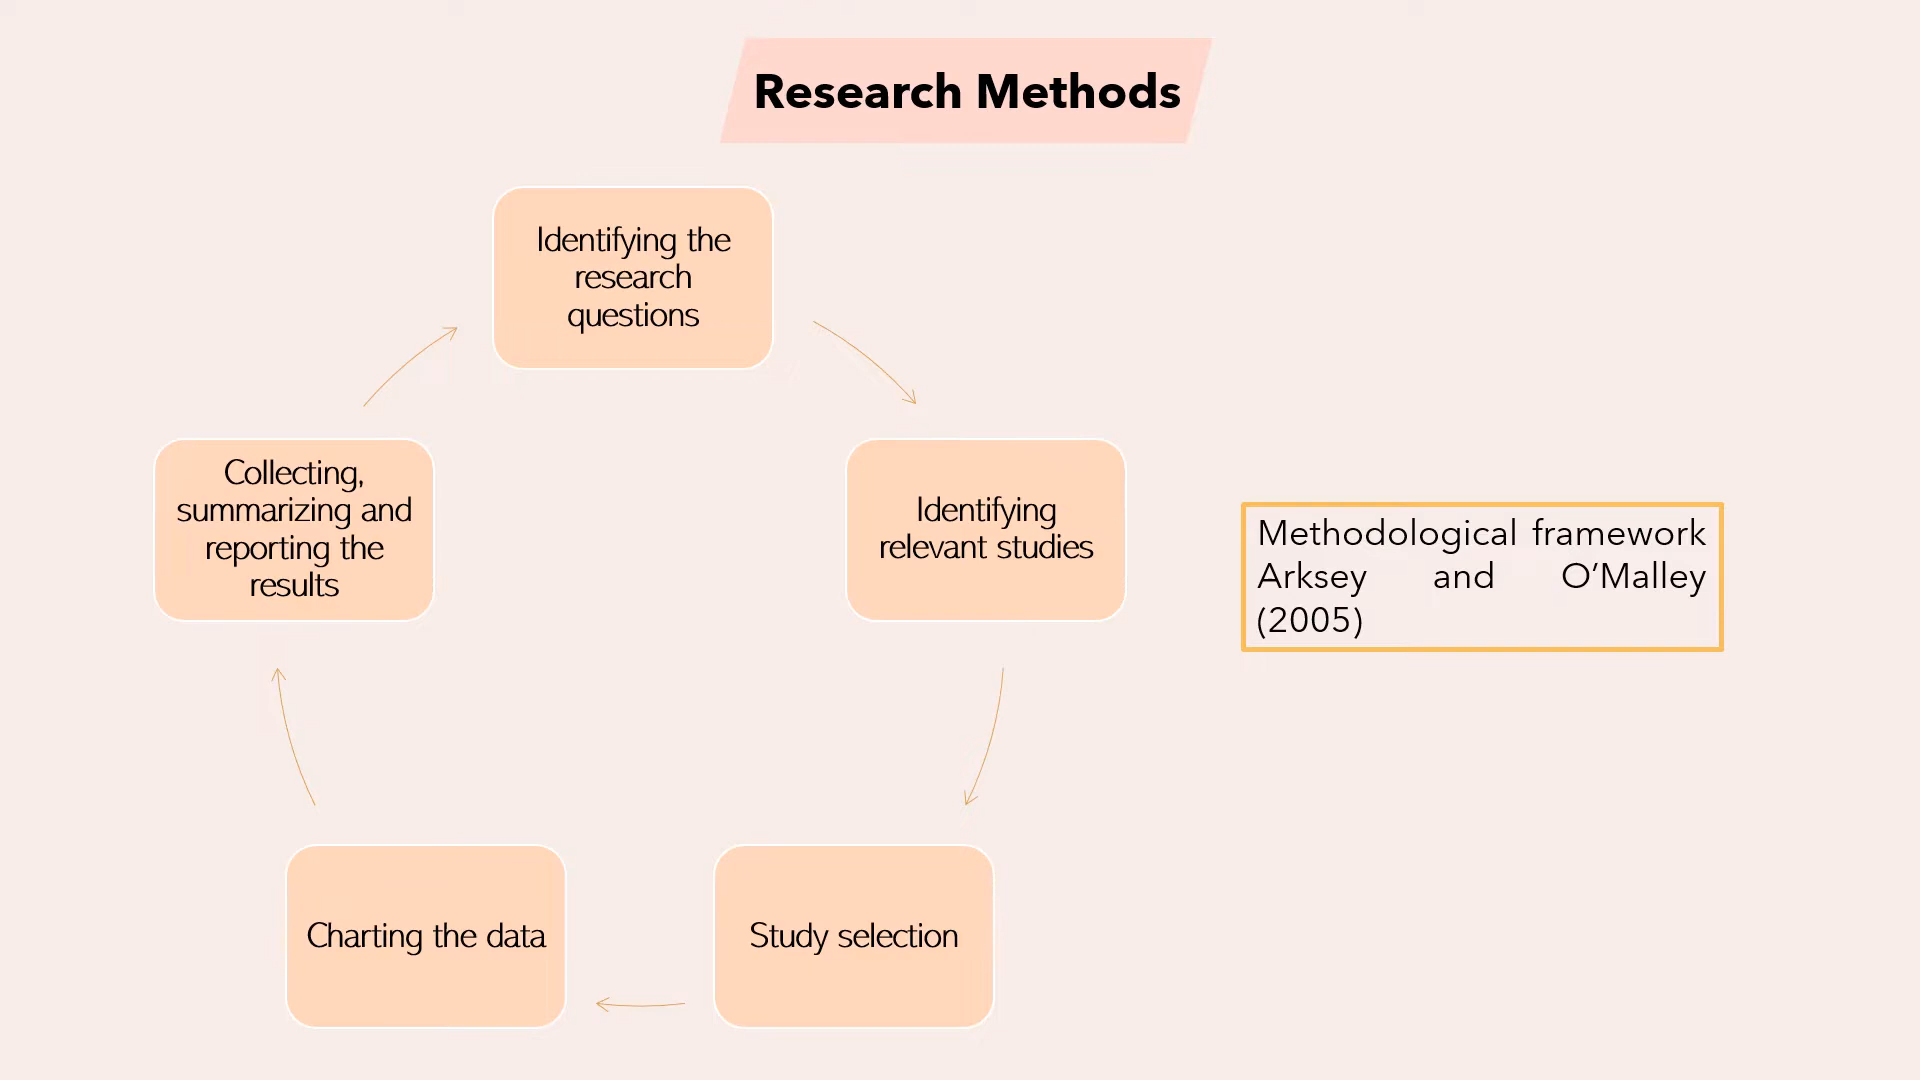 Research Methods
Identifying the
research
questions
Identifying
relevant studies
Study selection
Charting the data
Collecting,
summarizing and
reporting the
results
Methodological framework
Arksey and O’Malley
(2005)